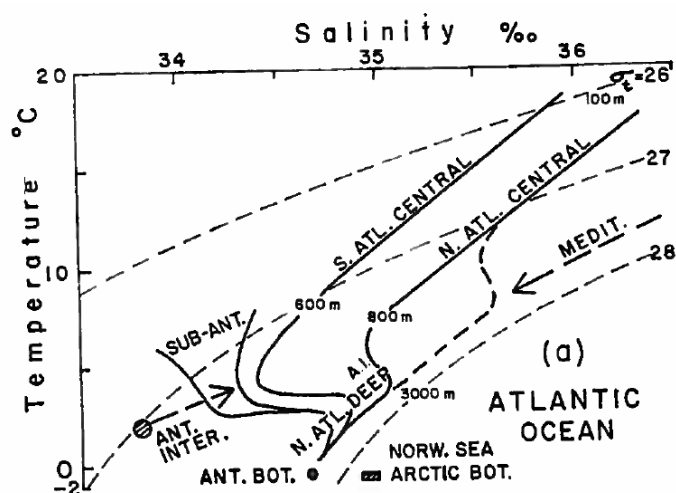 Salinity ‰
34 35 36
20
σt=26
100m
27
Temperature °C
S. ATL. CENTRAL
N. ATL. CENTRAL
MEDIT.
28
10
600m
800m
SUB-ANT.
A.I.
(a)
N. ATL. DEEP
3000m
ATLANTIC
OCEAN
ANT.
INTER.
0
-2
ANT. BOT.
NORW. SEA
ARCTIC BOT.